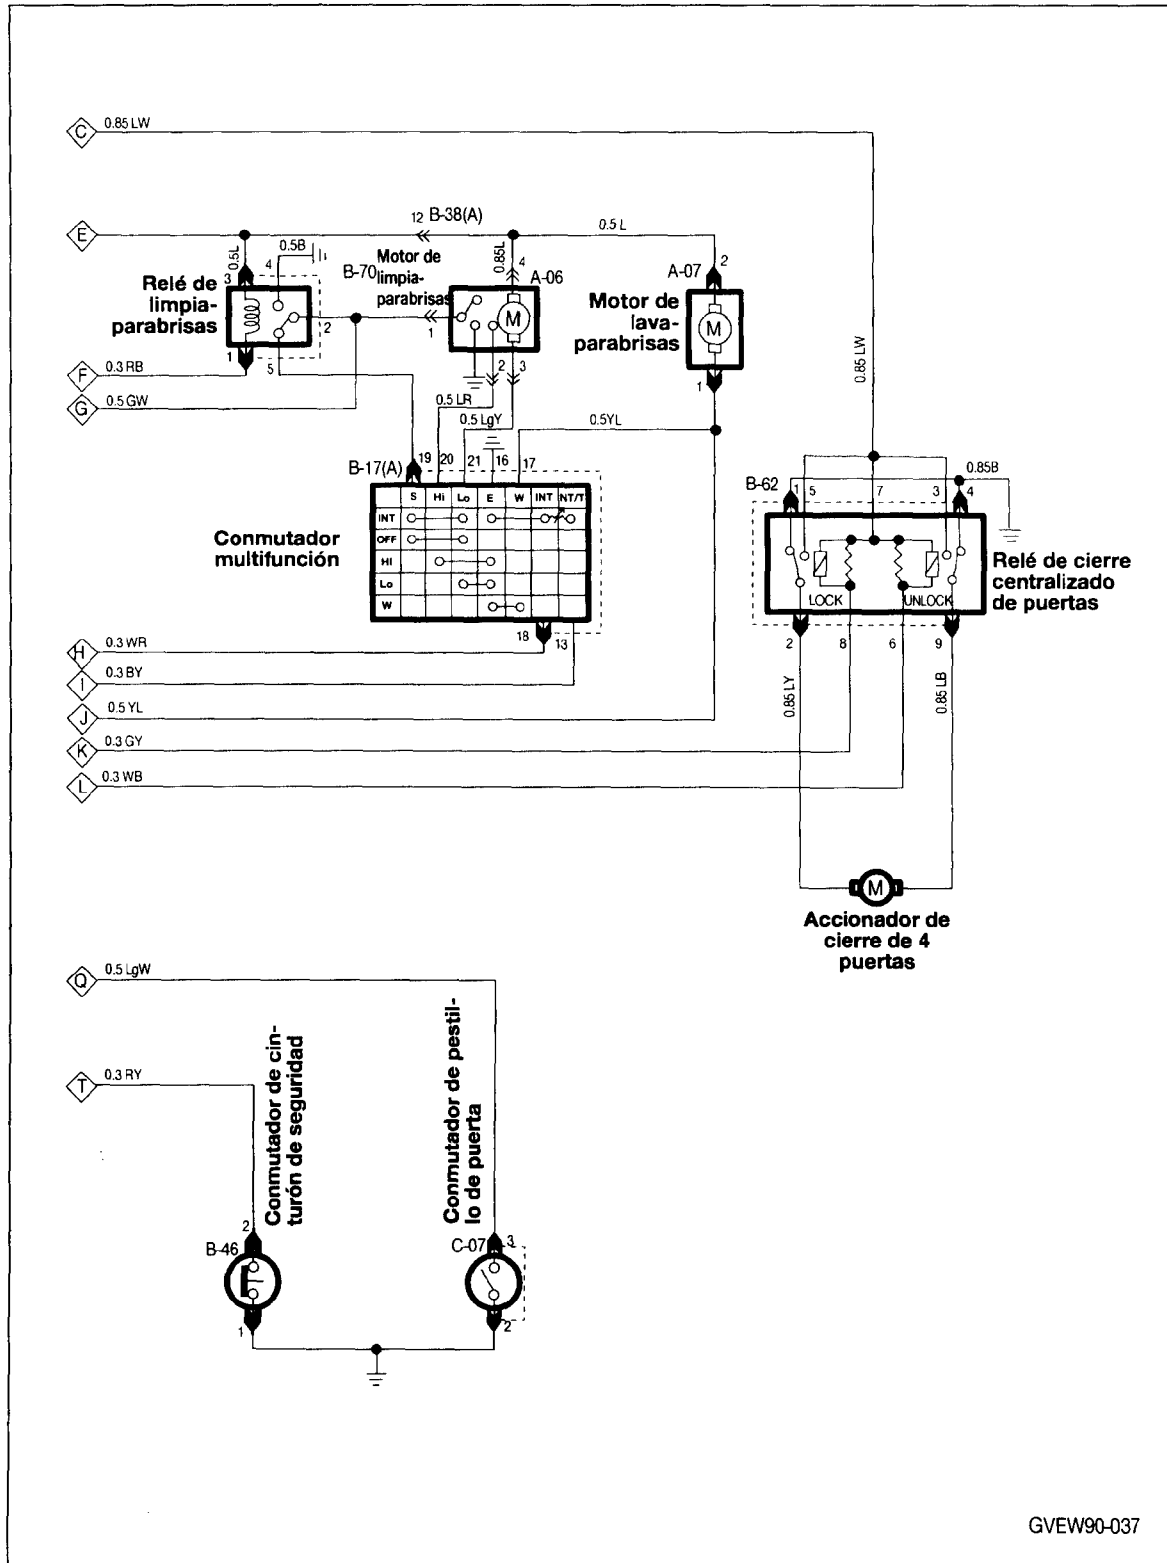 C 0.85 LW
E
12 B-38(A)
0.5 L
0.5L
0.5B
0.85L
3
4
4
2
B-70
Motor de
limpia-
parabrisas
A-06
A-07
Relé de
limpia-
parabrisas
M
Motor de
lava-
parabrisas
M
2
1
1
5
2
3
1
0.85 LW
F 0.3 RB
G 0.5 GW
0.5 LR
0.5 LgY
0.5YL
B-17(A)
19
20
21
16
17
S Hi Lo E W INT NT/T
INT
OFF
HI
Lo
W
Conmutador
multifunción
18
13
B-62
0.85B
1
5
7
3
4
LOCK
UNLOCK
Relé de cierre
centralizado
de puertas
2
8
6
9
0.85 LY
0.85 LB
H 0.3 WR
I 0.3 BY
J 0.5 YL
K 0.3 GY
L 0.3 WB
M
Accionador de
cierre de 4
puertas
Q 0.5 LgW
T 0.3 RY
Conmutador de cin-
turón de seguridad
Conmutador de pestil-
lo de puerta
2
B-46
1
C-07
3
2
GVEW90-037